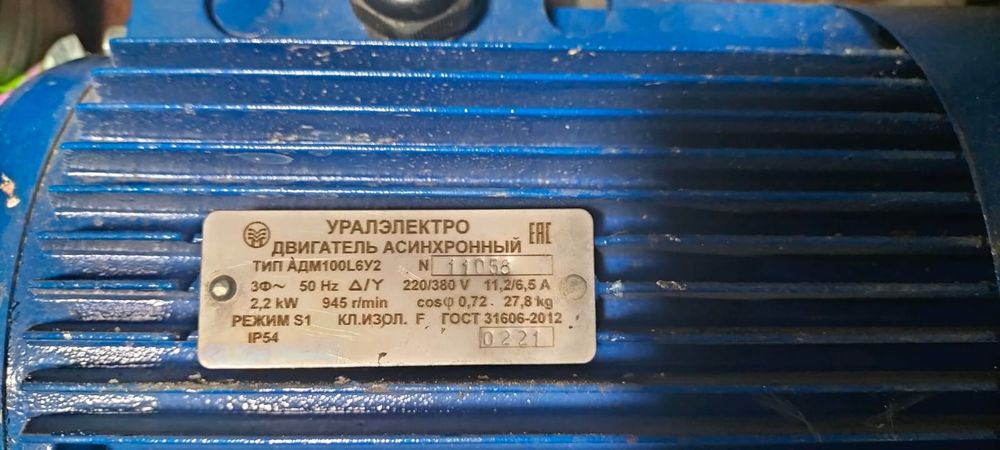 УРАЛЭЛЕКТРО EAC
ДВИГАТЕЛЬ АСИНХРОННЫЙ
ТИП АДМ100L6У2 N 11058
3Ф~ 50 Hz Δ/Y 220/380 V 11,2/6,5 A
2,2 kW 945 r/min cosφ 0,72 27,8 kg
РЕЖИМ S1 КЛ.ИЗОЛ. F ГОСТ 31606-2012
IP54 0221